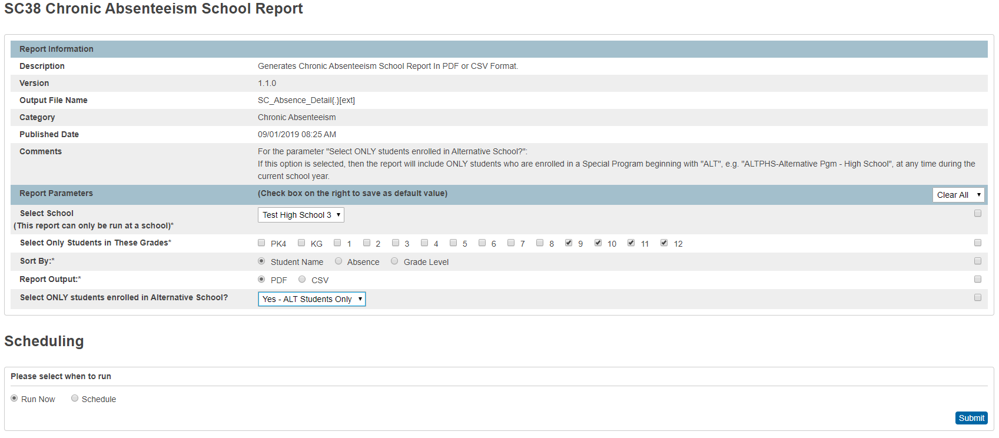 SC38 Chronic Absenteeism School Report
Report Information
Description Generates Chronic Absenteeism School Report In PDF or CSV Format.
Version 1.1.0
Output File Name SC_Absence_Detail{.}[ext]
Category Chronic Absenteeism
Published Date 09/01/2019 08:25 AM
Comments For the parameter "Select ONLY students enrolled in Alternative School?":
If this option is selected, then the report will include ONLY students who are enrolled in a Special Program beginning with "ALT", e.g. "ALTPHS-Alternative Pgm - High School", at any time during the
current school year.
Report Parameters (Check box on the right to save as default value) Clear All
Select School Test High School 3
(This report can only be run at a school)*
Select Only Students in These Grades* PK4 KG 1 2 3 4 5 6 7 8 9 10 11 12
Sort By:* Student Name Absence Grade Level
Report Output:* PDF CSV
Select ONLY students enrolled in Alternative School? Yes - ALT Students Only
Scheduling
Please select when to run
Run Now Schedule
Submit